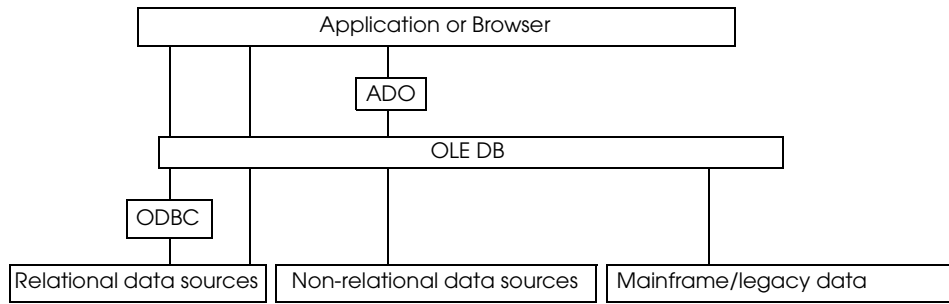 Application or Browser
ADO
OLE DB
ODBC
Relational data sources
Non-relational data sources
Mainframe/legacy data